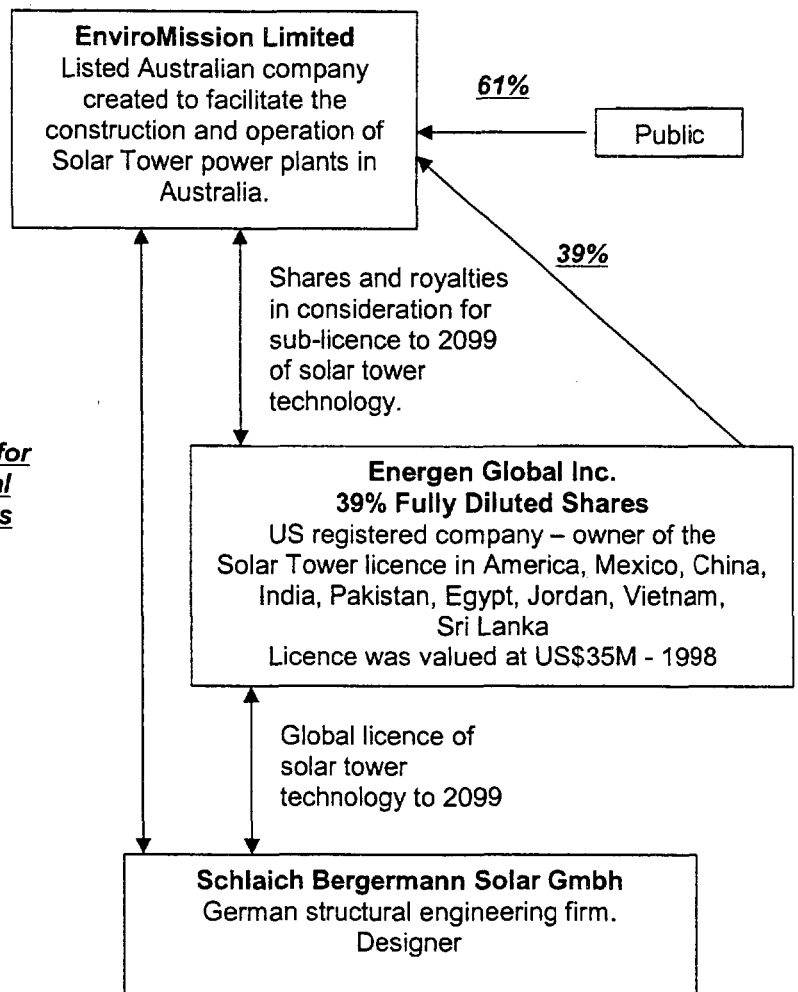 EnviroMission Limited
Listed Australian company
created to facilitate the
construction and operation of
Solar Tower power plants in
Australia.
61%
Public
39%
Shares and royalties
in consideration for
sub-licence to 2099
of solar tower
technology.
for
Energen Global Inc.
39% Fully Diluted Shares
US registered company – owner of the
Solar Tower licence in America, Mexico, China,
India, Pakistan, Egypt, Jordan, Vietnam,
Sri Lanka
Licence was valued at US$35M - 1998
Global licence of
solar tower
technology to 2099
Schlaich Bergermann Solar Gmbh
German structural engineering firm.
Designer